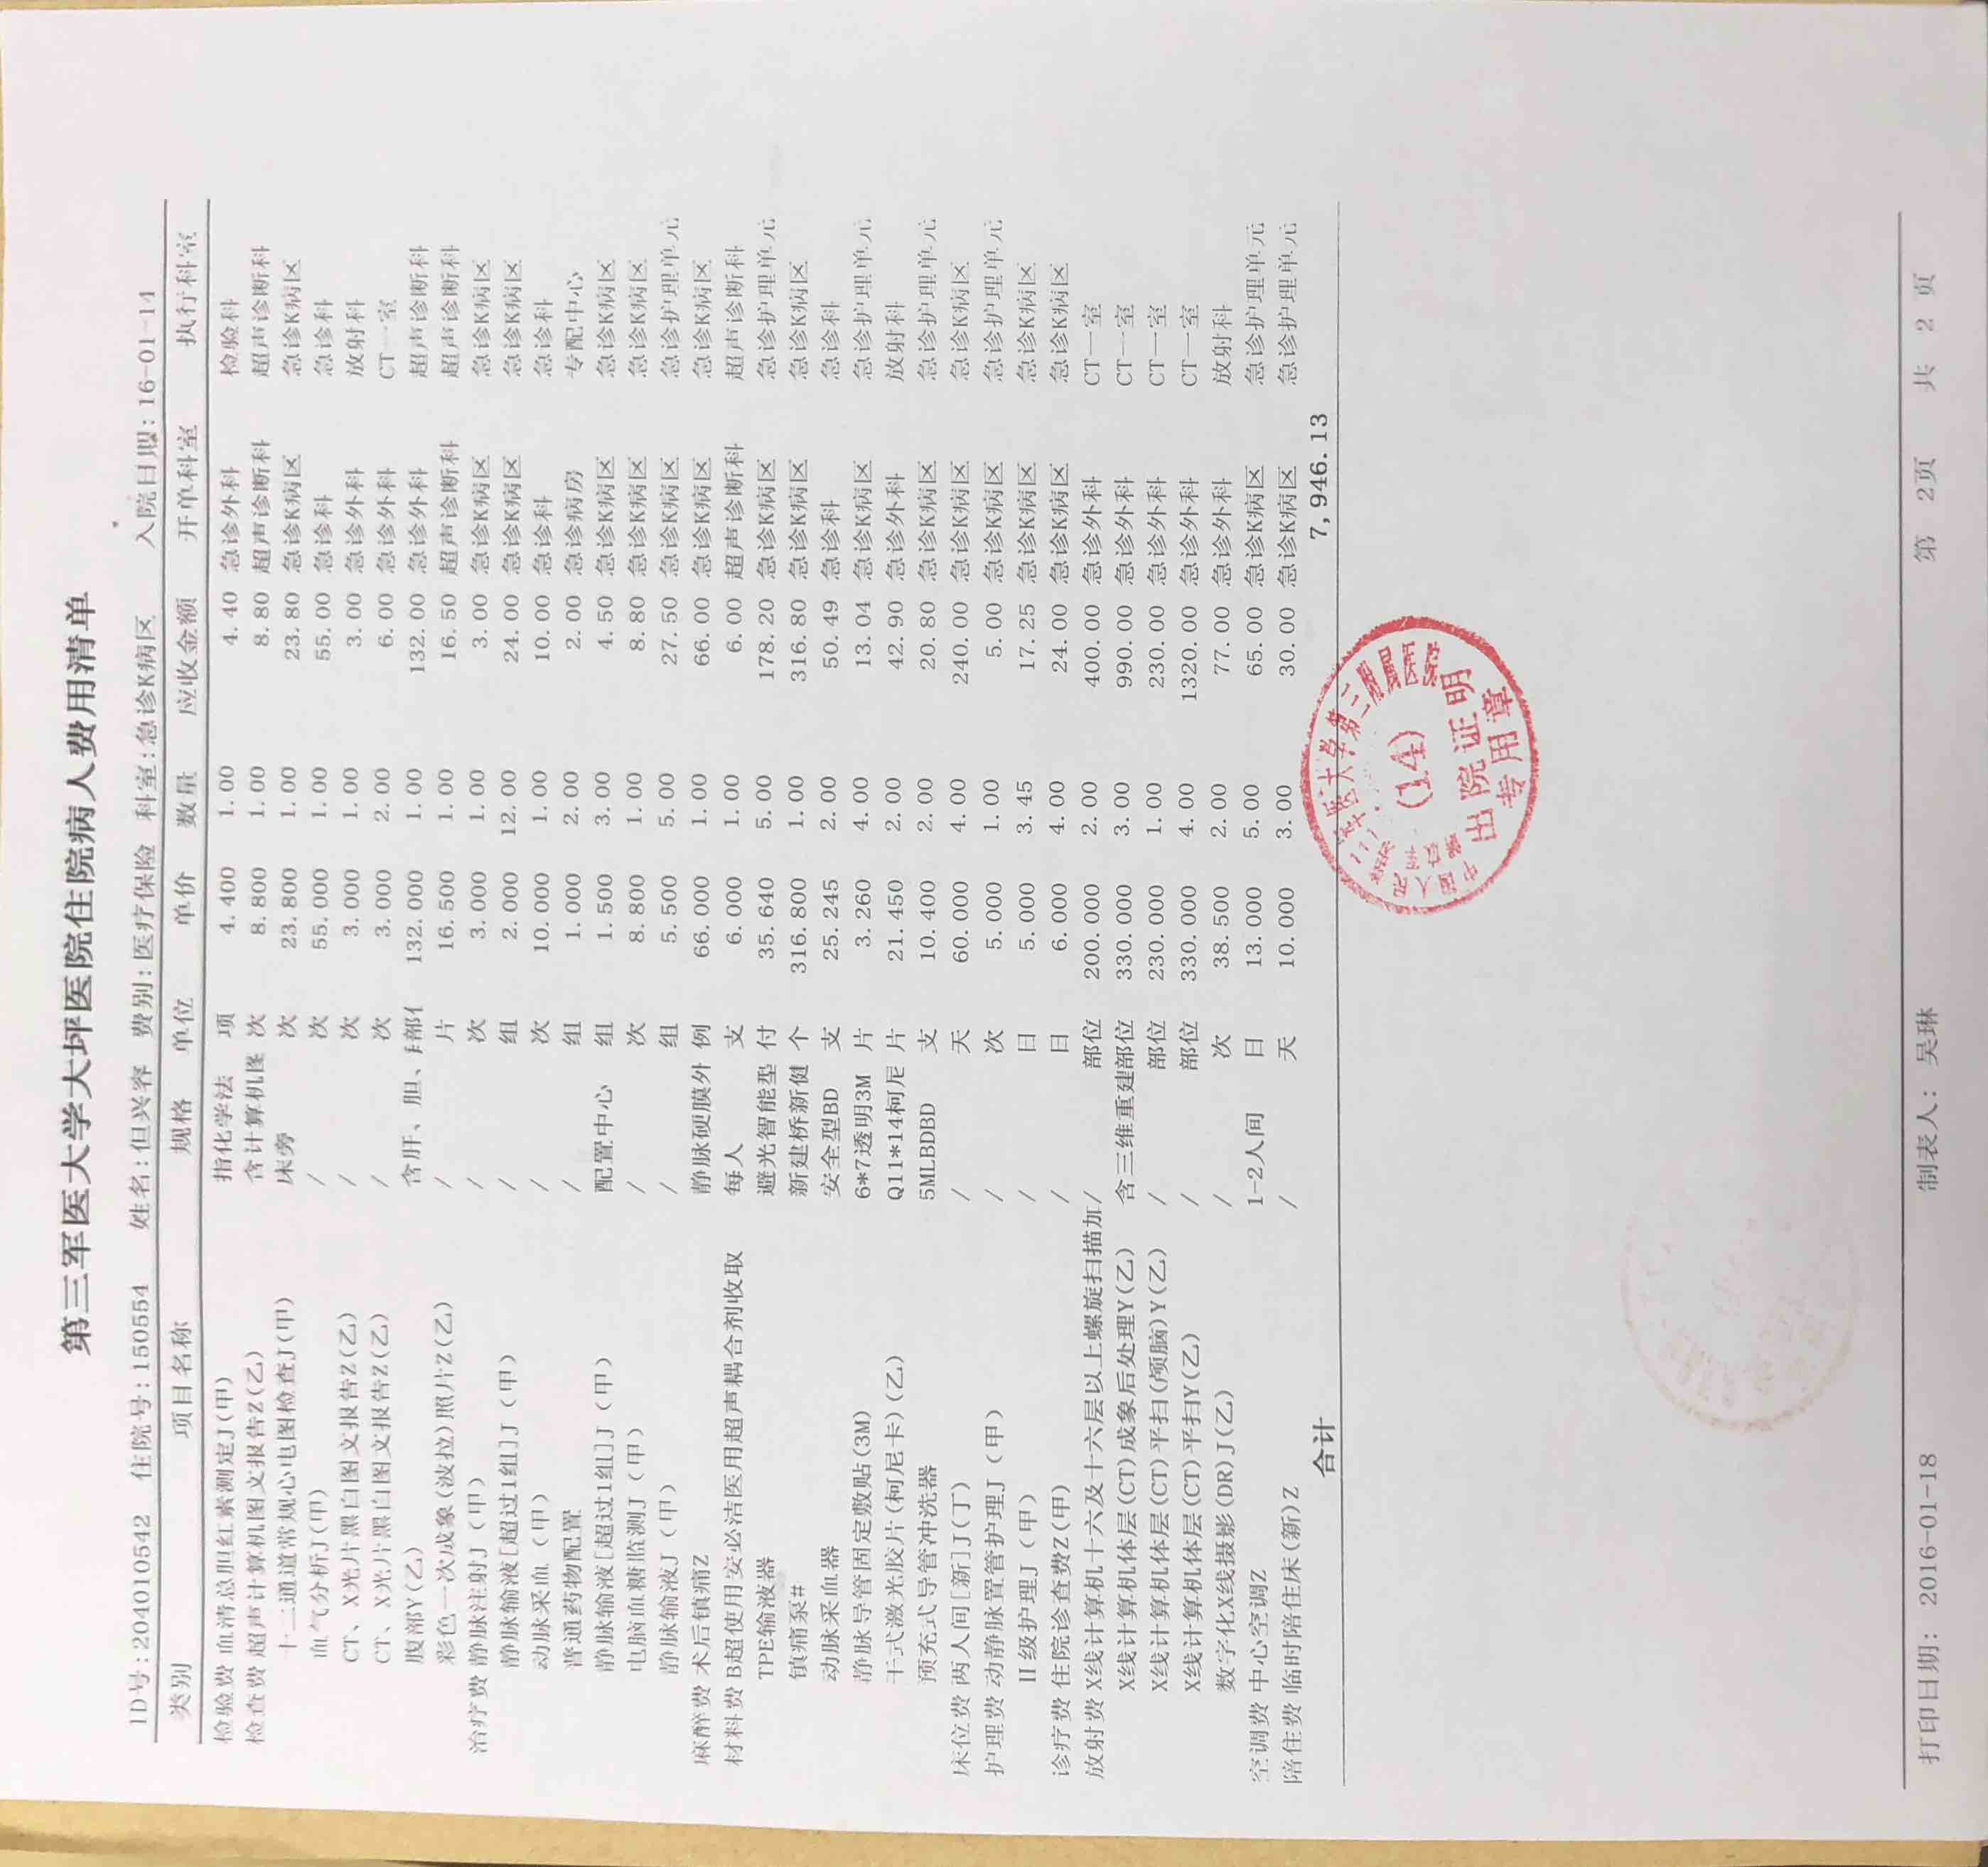 第三军医大学大坪医院住院病人费用清单
ID号:204010542 住院号:150554 姓名:但兴容 费别:医疗保险 科室:急诊K病区 入院日期:16-01-14
类别 项目名称 规格 单位 单价 数量 应收金额 开单科室 执行科室
检验费 血清总胆红素测定J(甲) 指化学法 项 4.400 1.00 4.40 急诊外科 检验科
检查费 超声计算机图文报告Z(乙) 含计算机图 次 8.800 1.00 8.80 超声诊断科 超声诊断科
十二通道常规心电图检查J(甲) 床旁 次 23.800 1.00 23.80 急诊K病区 急诊K病区
血气分析J(甲) / 次 55.000 1.00 55.00 急诊科 急诊科
CT、X光片黑白图文报告Z(乙) / 次 3.000 1.00 3.00 急诊外科 放射科
CT、X光片黑白图文报告Z(乙) / 次 3.000 2.00 6.00 急诊外科 CT一室
腹部Y(乙) 含肝、胆、 部位 132.000 1.00 132.00 急诊外科 超声诊断科
彩色一次成象(波拉)照片Z(乙) / 片 16.500 1.00 16.50 超声诊断科 超声诊断科
治疗费 静脉注射J（甲） / 次 3.000 1.00 3.00 急诊K病区 急诊K病区
静脉输液[超过1组]J（甲） / 组 2.000 12.00 24.00 急诊K病区 急诊K病区
动脉采血（甲） / 次 10.000 1.00 10.00 急诊科 急诊科
普通药物配置 / 组 1.000 2.00 2.00 急诊病房 专配中心
静脉输液[超过1组]J（甲） 配置中心 组 1.500 3.00 4.50 急诊K病区 急诊K病区
电脑血糖监测J（甲） / 次 8.800 1.00 8.80 急诊K病区 急诊K病区
静脉输液J（甲） / 组 5.500 5.00 27.50 急诊K病区 急诊护理单元
麻醉费 术后镇痛Z 静脉硬膜外 例 66.000 1.00 66.00 急诊K病区 急诊K病区
材料费 B超使用安必洁医用超声耦合剂收取 每人 支 6.000 1.00 6.00 超声诊断科 超声诊断科
TPE输液器 避光智能型 付 35.640 5.00 178.20 急诊K病区 急诊护理单元
镇痛泵# 新建桥新健 个 316.800 1.00 316.80 急诊K病区 急诊K病区
动脉采血器 安全型BD 支 25.245 2.00 50.49 急诊科 急诊科
静脉导管固定敷贴(3M) 6*7透明3M 片 3.260 4.00 13.04 急诊K病区 急诊护理单元
干式激光胶片(柯尼卡)(乙) Q11*14柯尼 片 21.450 2.00 42.90 急诊外科 放射科
预充式导管冲洗器 5MLBDBD 支 10.400 2.00 20.80 急诊K病区 急诊护理单元
床位费 两人间[新]J(丁) / 天 60.000 4.00 240.00 急诊K病区 急诊K病区
护理费 动静脉置管护理J（甲） / 次 5.000 1.00 5.00 急诊K病区 急诊护理单元
II级护理J（甲） / 日 5.000 3.45 17.25 急诊K病区 急诊K病区
诊疗费 住院诊查费Z(甲) / 日 6.000 4.00 24.00 急诊K病区 急诊K病区
放射费 X线计算机十六及十六层以上螺旋扫描加 / 部位 200.000 2.00 400.00 急诊外科 CT一室
X线计算机体层(CT)成象后处理Y(乙) 含三维重建 部位 330.000 3.00 990.00 急诊外科 CT一室
X线计算机体层(CT)平扫(颅脑)Y(乙) / 部位 230.000 1.00 230.00 急诊外科 CT一室
X线计算机体层(CT)平扫Y(乙) / 部位 330.000 4.00 1320.00 急诊外科 CT一室
数字化X线摄影(DR)J(乙) / 次 38.500 2.00 77.00 急诊外科 放射科
空调费 中心空调Z 1-2人间 日 13.000 5.00 65.00 急诊K病区 急诊护理单元
陪住费 临时陪住床(新)Z / 天 10.000 3.00 30.00 急诊K病区 急诊护理单元
合计 7,946.13
中国人民解放军第三军医大学第三附属医院
(14)
出院证明
专用章
打印日期: 2016-01-18 制表人: 吴琳 第 2页 共 2 页